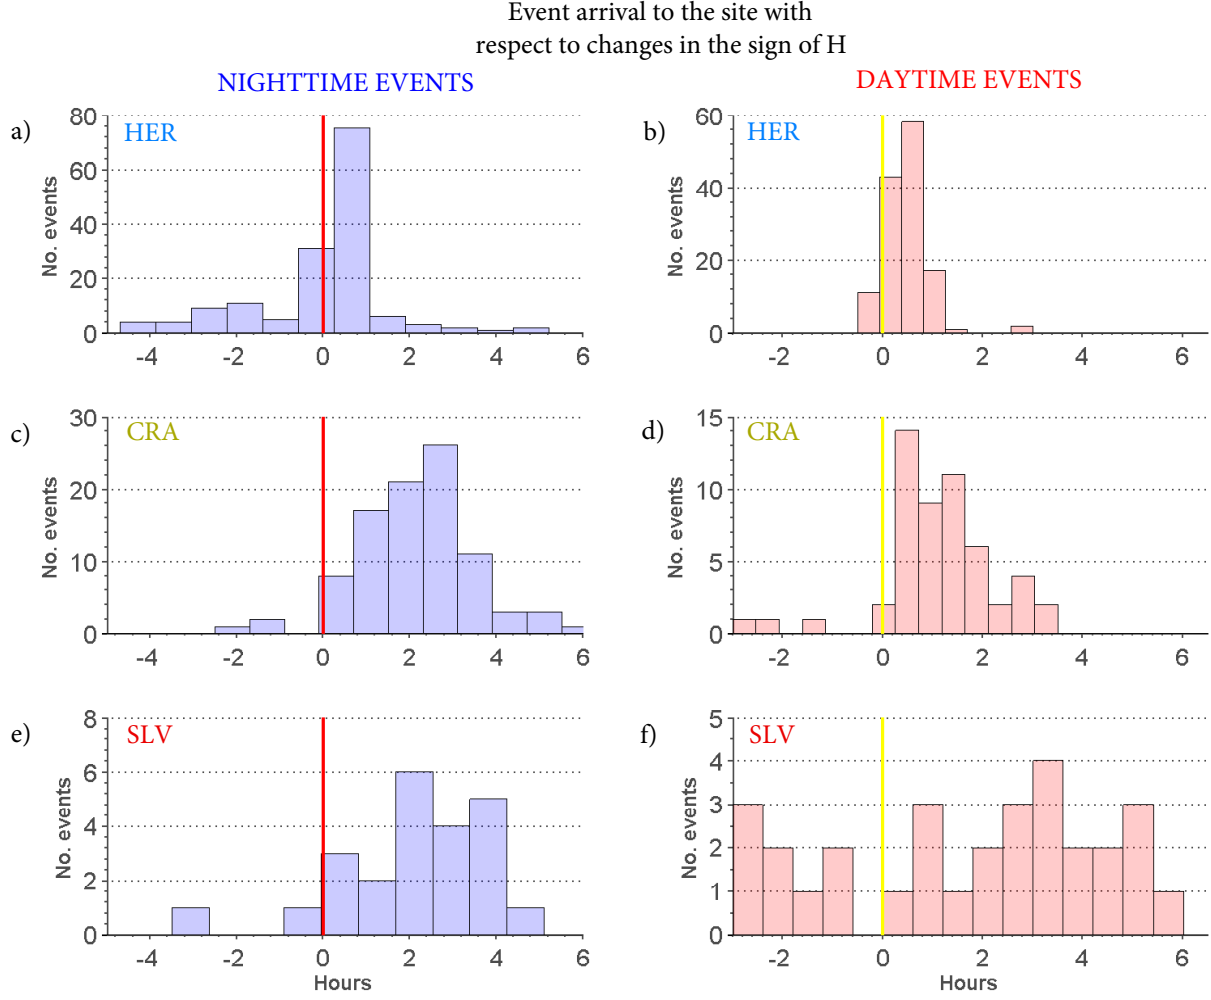 Event arrival to the site with
respect to changes in the sign of H
NIGHTTIME EVENTS
DAYTIME EVENTS
a)
HER
No. events
80
60
40
20
0
-4 -2 0 2 4 6
b)
HER
No. events
60
40
20
0
-2 0 2 4 6
c)
CRA
No. events
30
20
10
0
-4 -2 0 2 4 6
d)
CRA
No. events
15
10
5
0
-2 0 2 4 6
e)
SLV
No. events
8
6
4
2
0
-4 -2 0 2 4 6
Hours
f)
SLV
No. events
5
4
3
2
1
0
-2 0 2 4 6
Hours